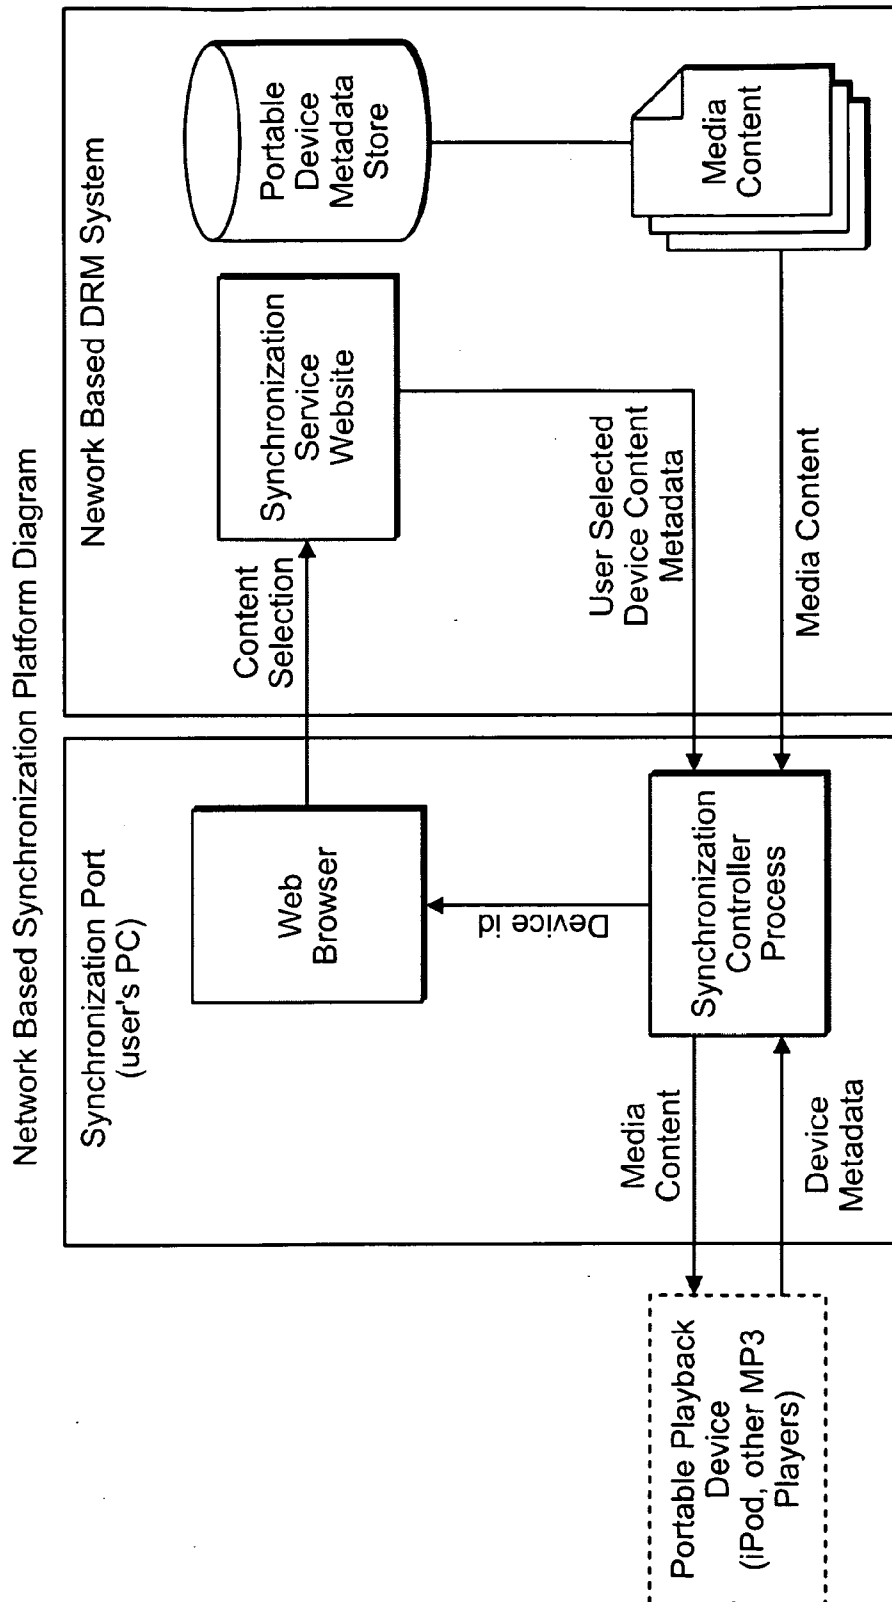 Network Based Synchronization Platform Diagram
Synchronization Port
(user's PC)
Nework Based DRM System
Web
Browser
Content
Selection
Synchronization
Service
Website
Portable
Device
Metadata
Store
Device id
User Selected
Device Content
Metadata
Portable Playback
Device
(iPod, other MP3
Players)
Media
Content
Device
Metadata
Synchronization
Controller
Process
Media Content
Media
Content